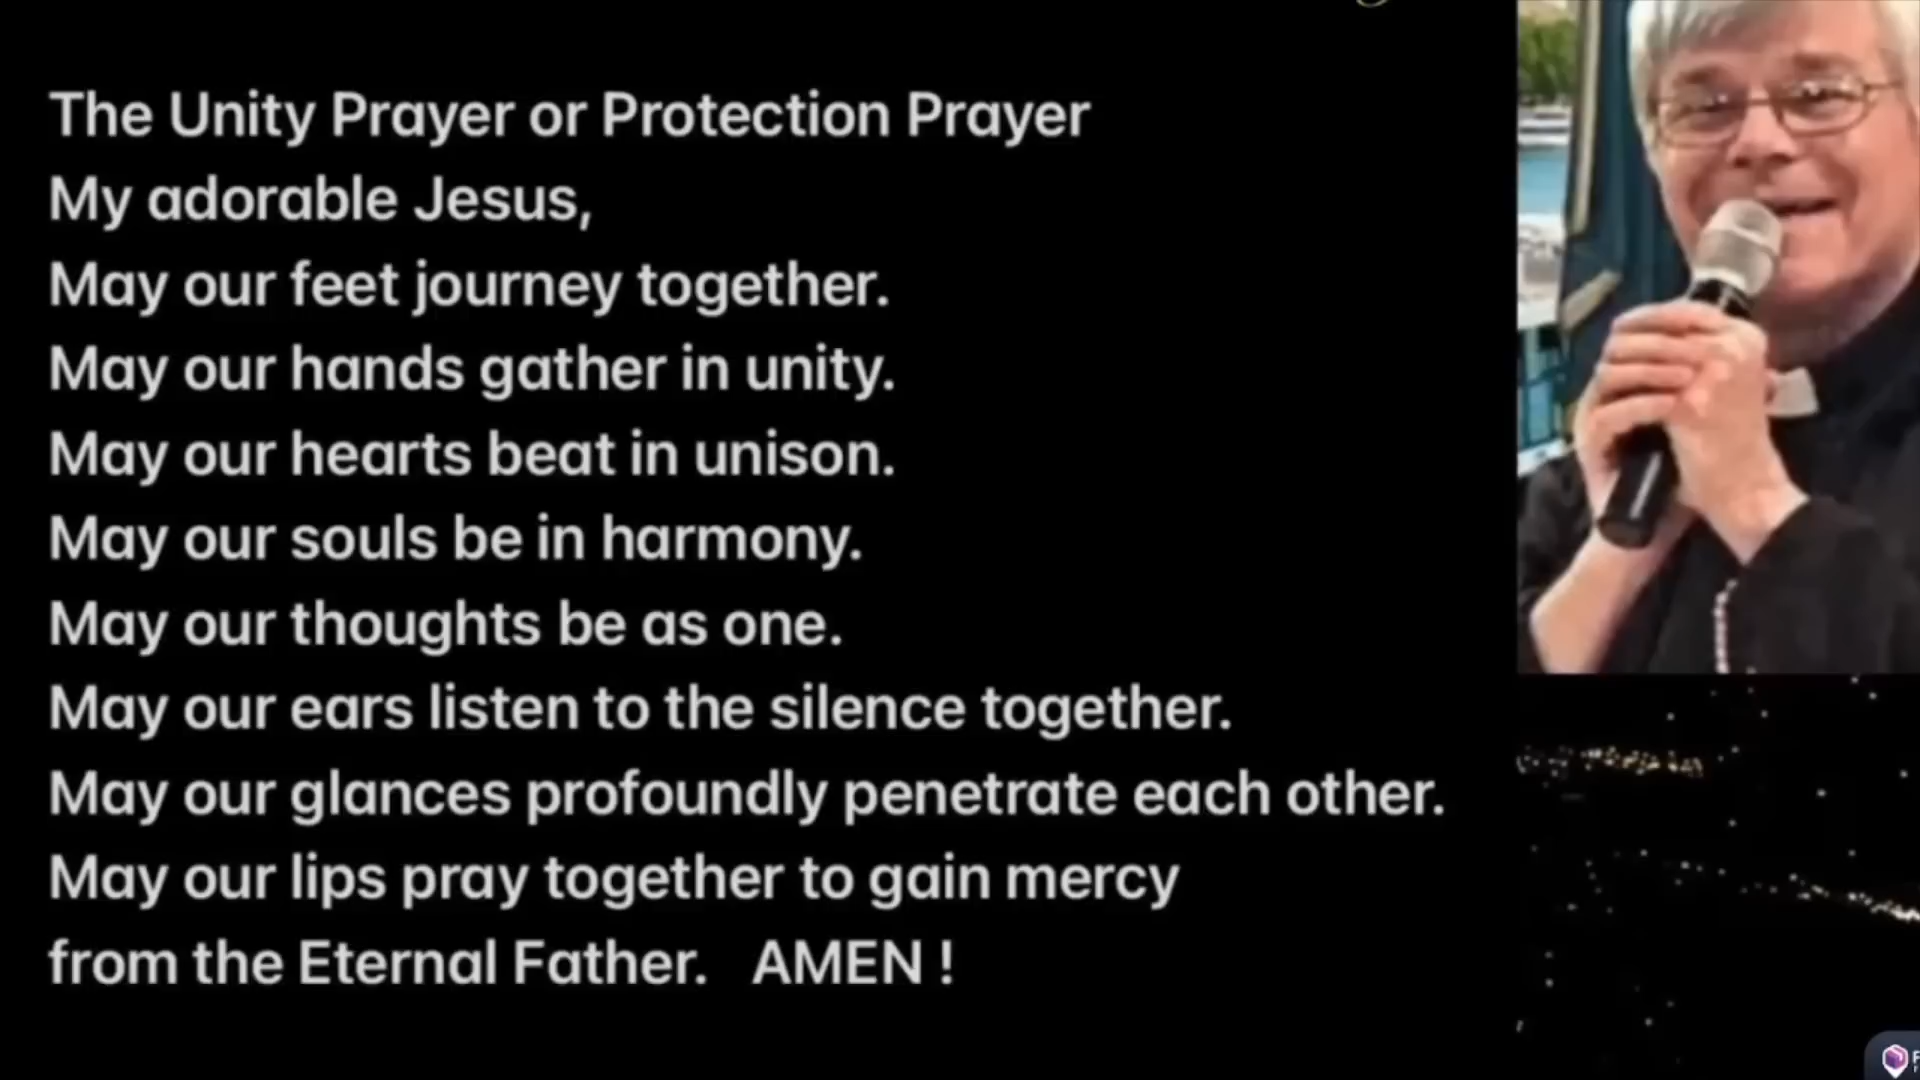 The Unity Prayer or Protection Prayer
My adorable Jesus,
May our feet journey together.
May our hands gather in unity.
May our hearts beat in unison.
May our souls be in harmony.
May our thoughts be as one.
May our ears listen to the silence together.
May our glances profoundly penetrate each other.
May our lips pray together to gain mercy
from the Eternal Father.   AMEN !